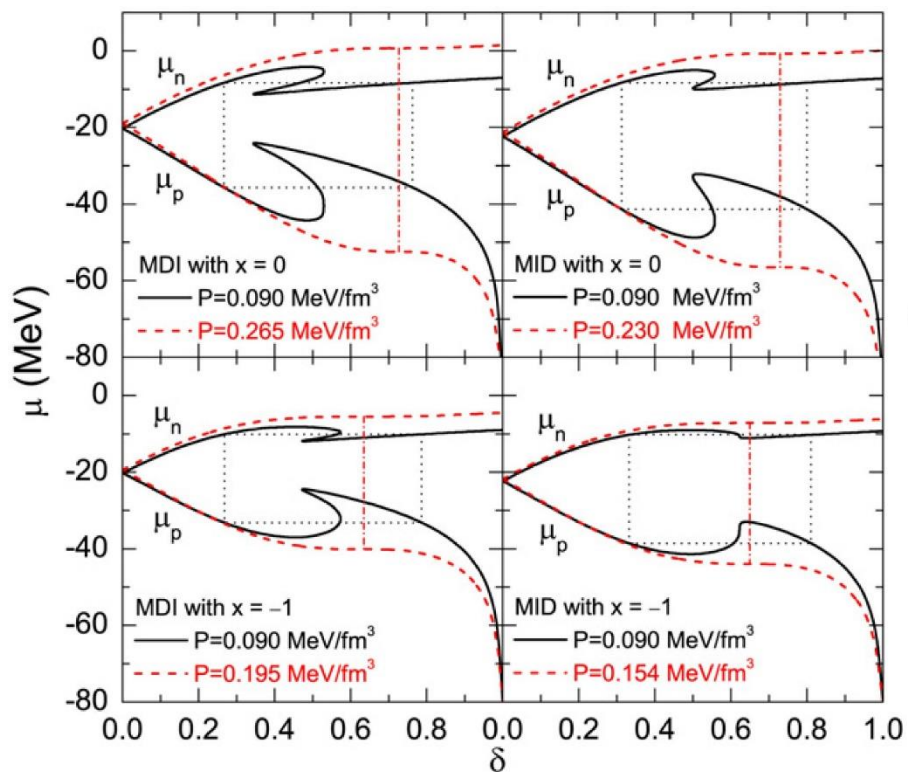 0
μn
μp
MDI with x = 0
P=0.090 MeV/fm³
P=0.265 MeV/fm³
μn
μp
MID with x = 0
P=0.090 MeV/fm³
P=0.230 MeV/fm³
-20
-40
-60
-80
0
μn
μp
MDI with x = −1
P=0.090 MeV/fm³
P=0.195 MeV/fm³
μn
μp
MID with x = −1
P=0.090 MeV/fm³
P=0.154 MeV/fm³
-20
-40
-60
-80
μ (MeV)
0.0 0.2 0.4 0.6 0.8 0.0 0.2 0.4 0.6 0.8 1.0
δ